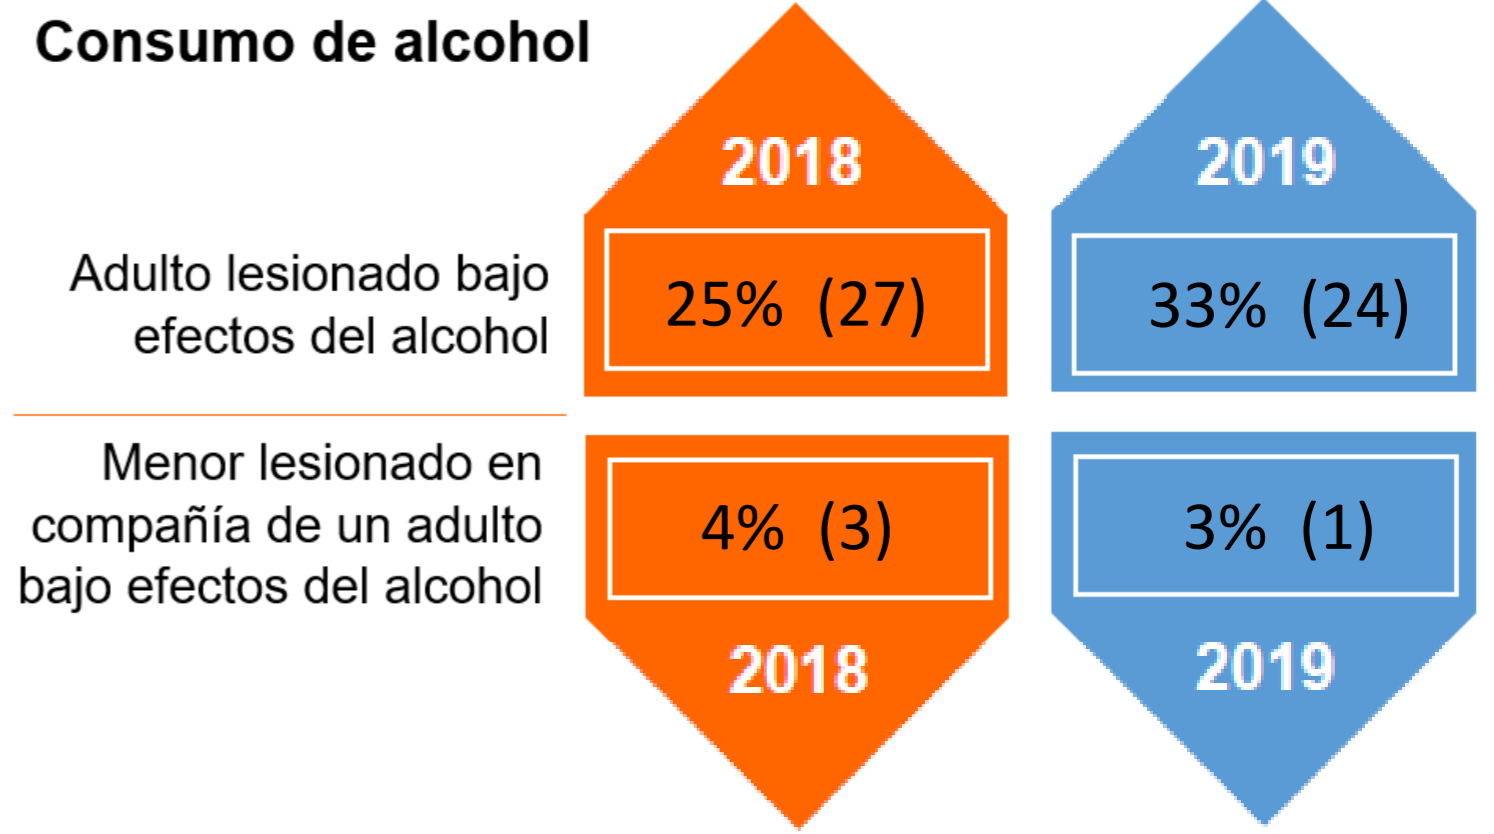 Consumo de alcohol
2018
2019
Adulto lesionado bajo
efectos del alcohol
25% (27)
33% (24)
Menor lesionado en
compañía de un adulto
bajo efectos del alcohol
4% (3)
3% (1)
2018
2019